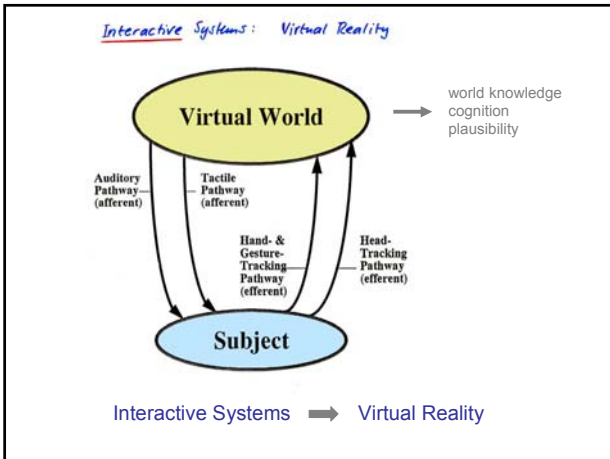 Interactive Systems: Virtual Reality
Virtual World
world knowledge
cognition
plausibility
Auditory
Pathway
(afferent)
Tactile
Pathway
(afferent)
Hand- &
Gesture-
Tracking
Pathway
(efferent)
Head-
Tracking
Pathway
(efferent)
Subject
Interactive Systems Virtual Reality